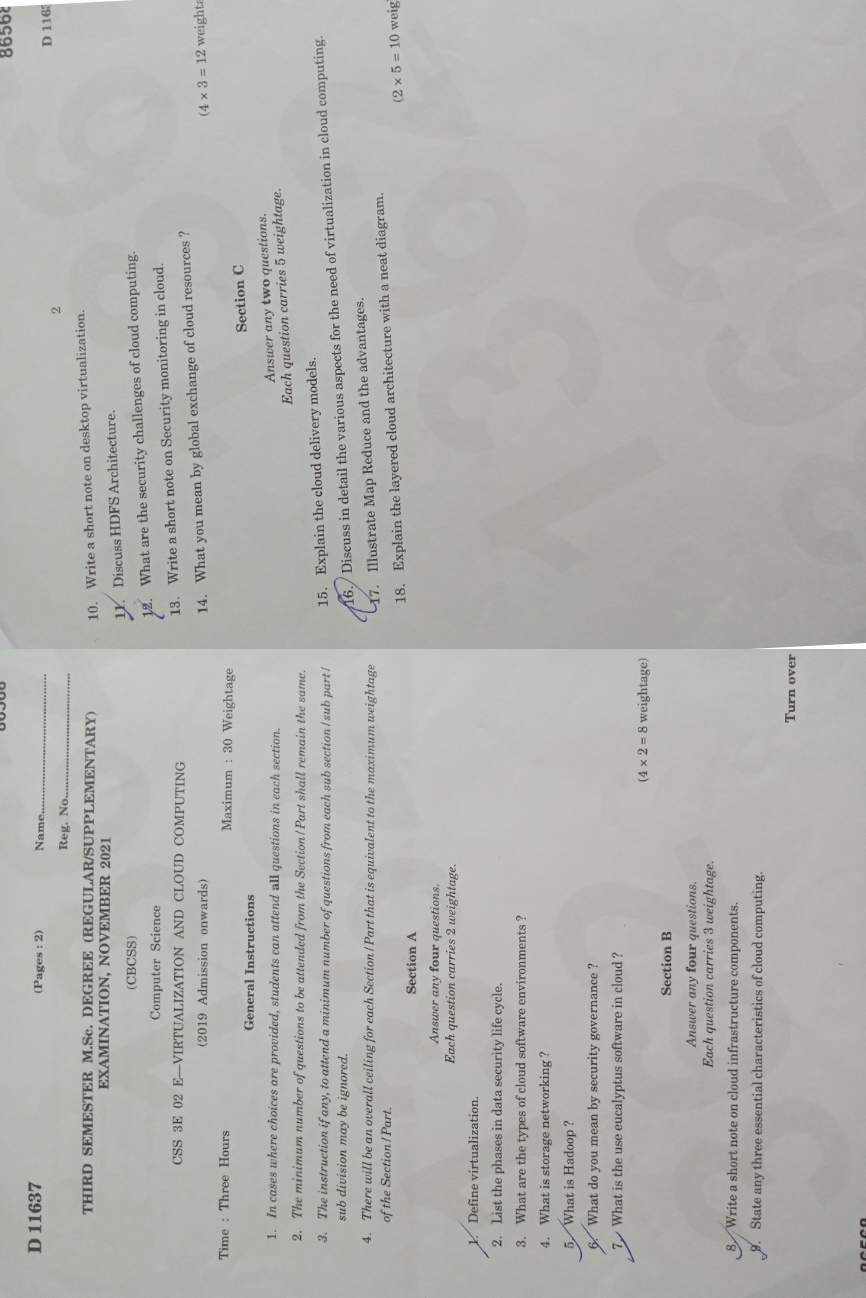 D 11637
(Pages : 2)
Name
Reg. No
THIRD SEMESTER M.Sc. DEGREE (REGULAR/SUPPLEMENTARY)
EXAMINATION, NOVEMBER 2021
(CBCSS)
Computer Science
CSS 3E 02 E—VIRTUALIZATION AND CLOUD COMPUTING
(2019 Admission onwards)
Time : Three Hours
Maximum : 30 Weightage
General Instructions
1. In cases where choices are provided, students can attend all questions in each section.
2. The minimum number of questions to be attended from the Section/Part shall remain the same.
3. The instruction if any, to attend a minimum number of questions from each sub section/sub part/
sub division may be ignored.
4. There will be an overall ceiling for each Section/Part that is equivalent to the maximum weightage
of the Section/Part.
Section A
Answer any four questions.
Each question carries 2 weightage.
1. Define virtualization.
2. List the phases in data security life cycle.
3. What are the types of cloud software environments ?
4. What is storage networking ?
5. What is Hadoop ?
6. What do you mean by security governance ?
7. What is the use eucalyptus software in cloud ?
(4 × 2 = 8 weightage)
Section B
Answer any four questions.
Each question carries 3 weightage.
8. Write a short note on cloud infrastructure components.
9. State any three essential characteristics of cloud computing.
Turn over
2
10. Write a short note on desktop virtualization.
11. Discuss HDFS Architecture.
12. What are the security challenges of cloud computing.
13. Write a short note on Security monitoring in cloud.
14. What you mean by global exchange of cloud resources ?
(4 × 3 = 12 weighta
Section C
Answer any two questions.
Each question carries 5 weightage.
15. Explain the cloud delivery models.
16. Discuss in detail the various aspects for the need of virtualization in cloud computing.
17. Illustrate Map Reduce and the advantages.
18. Explain the layered cloud architecture with a neat diagram.
(2 × 5 = 10 weig